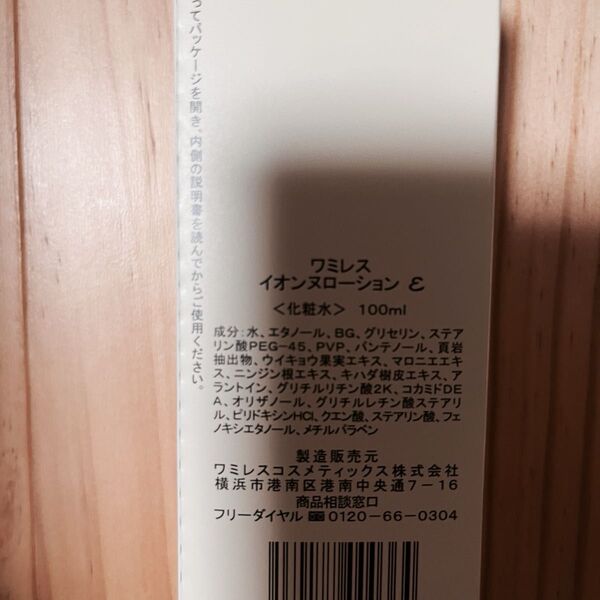 ってパッケージを開き、内側の説明書を読んでからご使用ください。
ワミレス
イオンヌローション ε
＜化粧水＞ 100ml
成分:水、エタノール、BG、グリセリン、ステア
リン酸PEG−45、PVP、パンテノール、頁岩
抽出物、ウイキョウ果実エキス、マロニエエキ
ス、ニンジン根エキス、キハダ樹皮エキス、ア
ラントイン、グリチルリチン酸2K、コカミドDE
A、オリザノール、グリチルレチン酸ステアリ
ル、ピリドキシンHCl、クエン酸、ステアリン酸、フェ
ノキシエタノール、メチルパラベン
製造販売元
ワミレスコスメティックス株式会社
横浜市港南区港南中央通7−16
商品相談窓口
フリーダイヤル 0120−66−0304